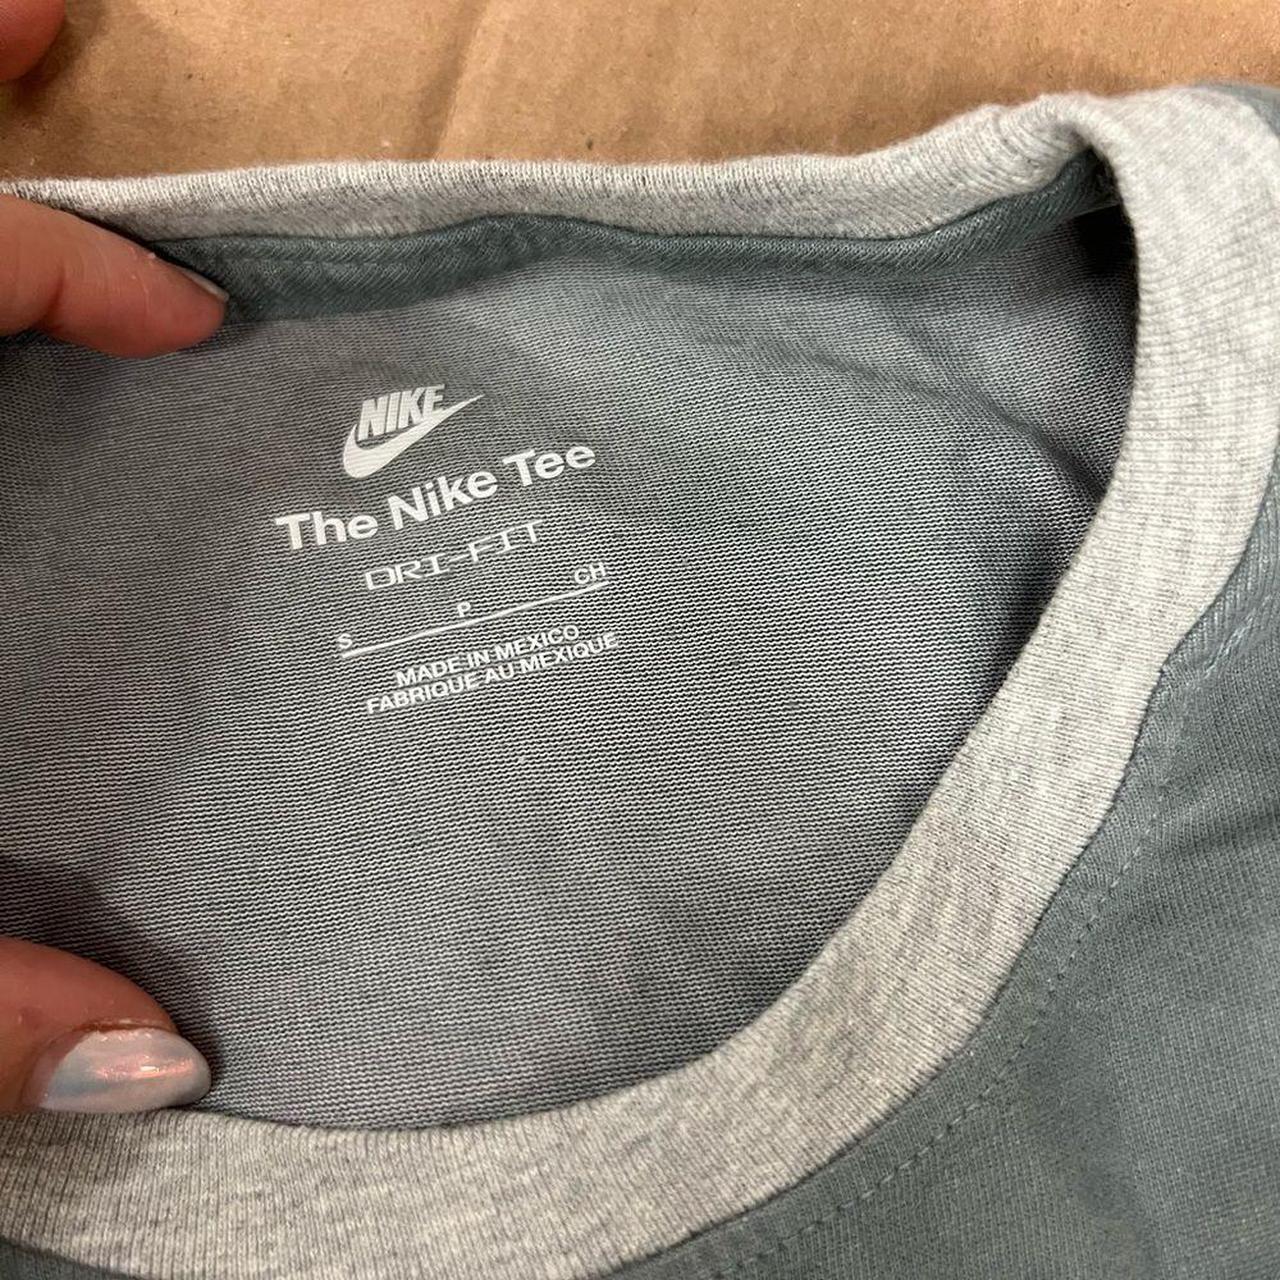 NIKE
The Nike Tee
DRI-FIT
S P CH
MADE IN MEXICO
FABRIQUE AU MEXIQUE